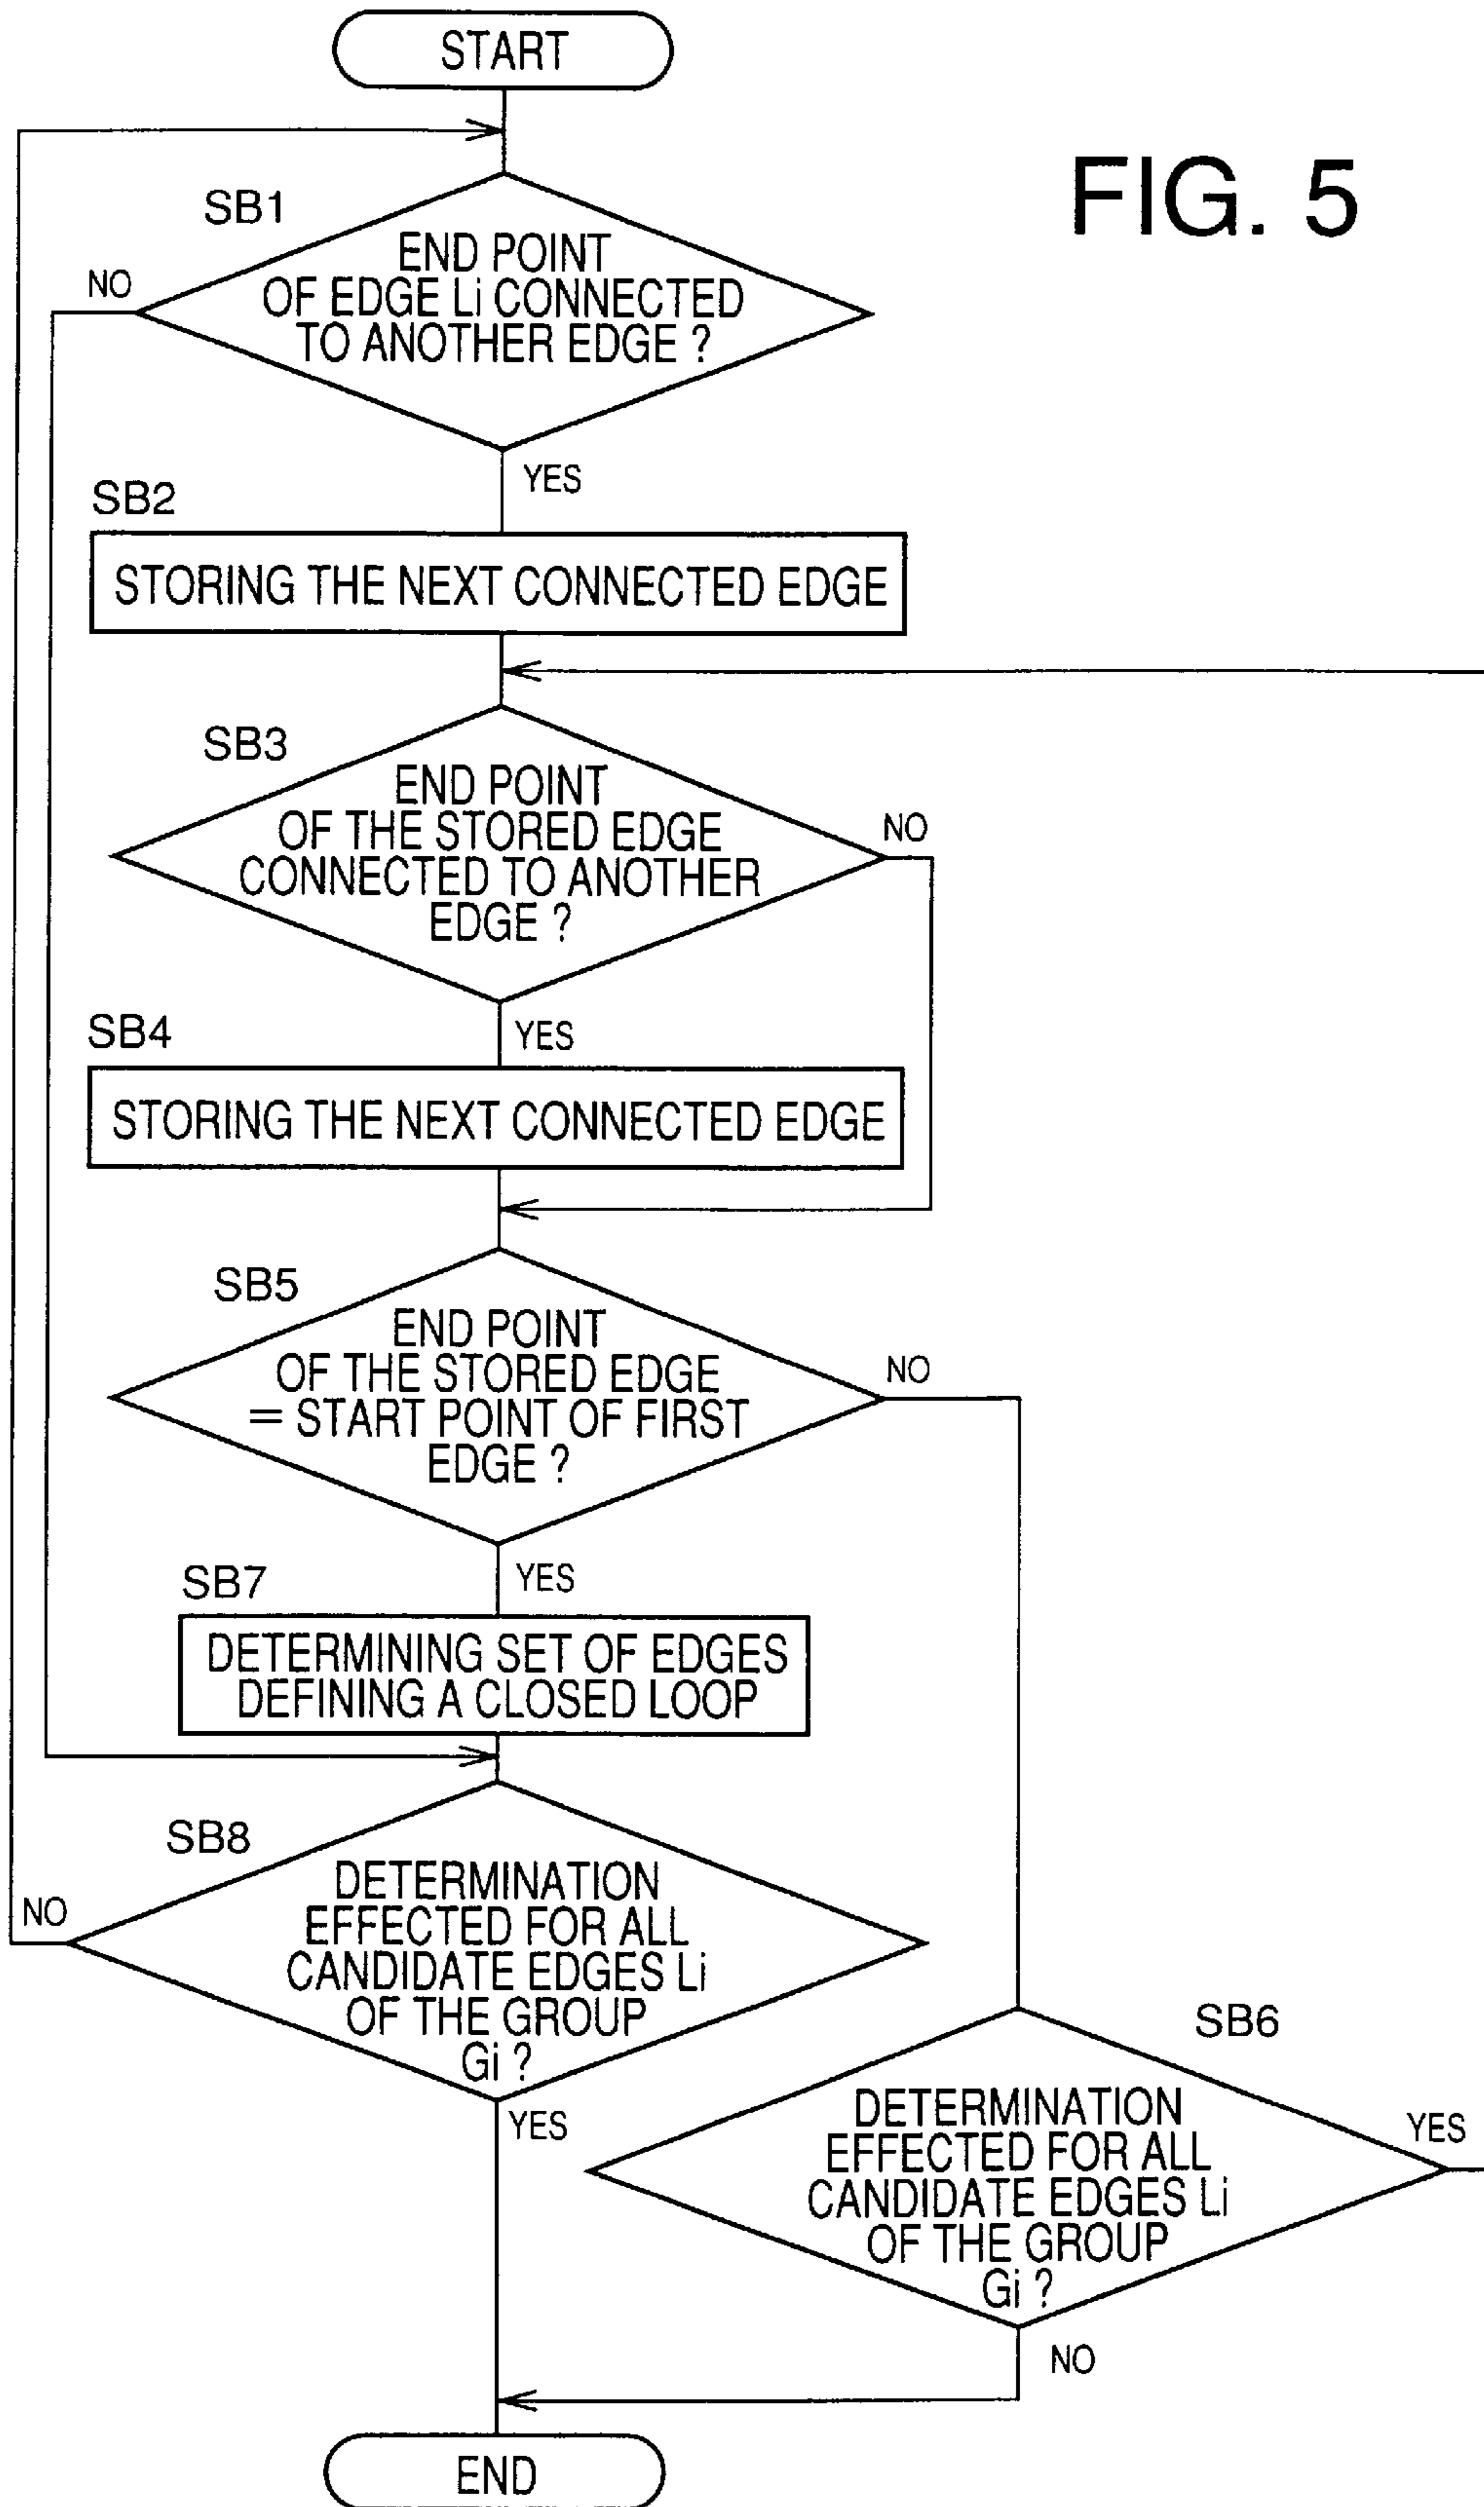 START
FIG. 5
SB1
END POINT
OF EDGE Li CONNECTED
TO ANOTHER EDGE ?
NO
YES
SB2
STORING THE NEXT CONNECTED EDGE
SB3
END POINT
OF THE STORED EDGE
CONNECTED TO ANOTHER
EDGE ?
NO
YES
SB4
STORING THE NEXT CONNECTED EDGE
SB5
END POINT
OF THE STORED EDGE
= START POINT OF FIRST
EDGE ?
NO
YES
SB7
DETERMINING SET OF EDGES
DEFINING A CLOSED LOOP
SB8
DETERMINATION
EFFECTED FOR ALL
CANDIDATE EDGES Li
OF THE GROUP
Gi ?
NO
YES
SB6
DETERMINATION
EFFECTED FOR ALL
CANDIDATE EDGES Li
OF THE GROUP
Gi ?
YES
NO
END